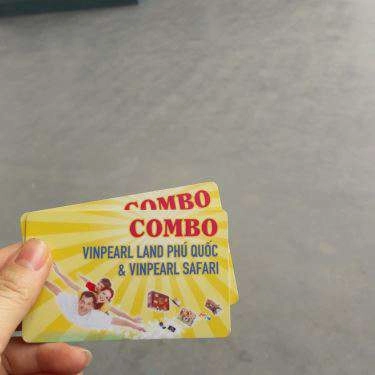 COMBO
COMBO
VINPEARL LAND PHÚ QUỐC
& VINPEARL SAFARI